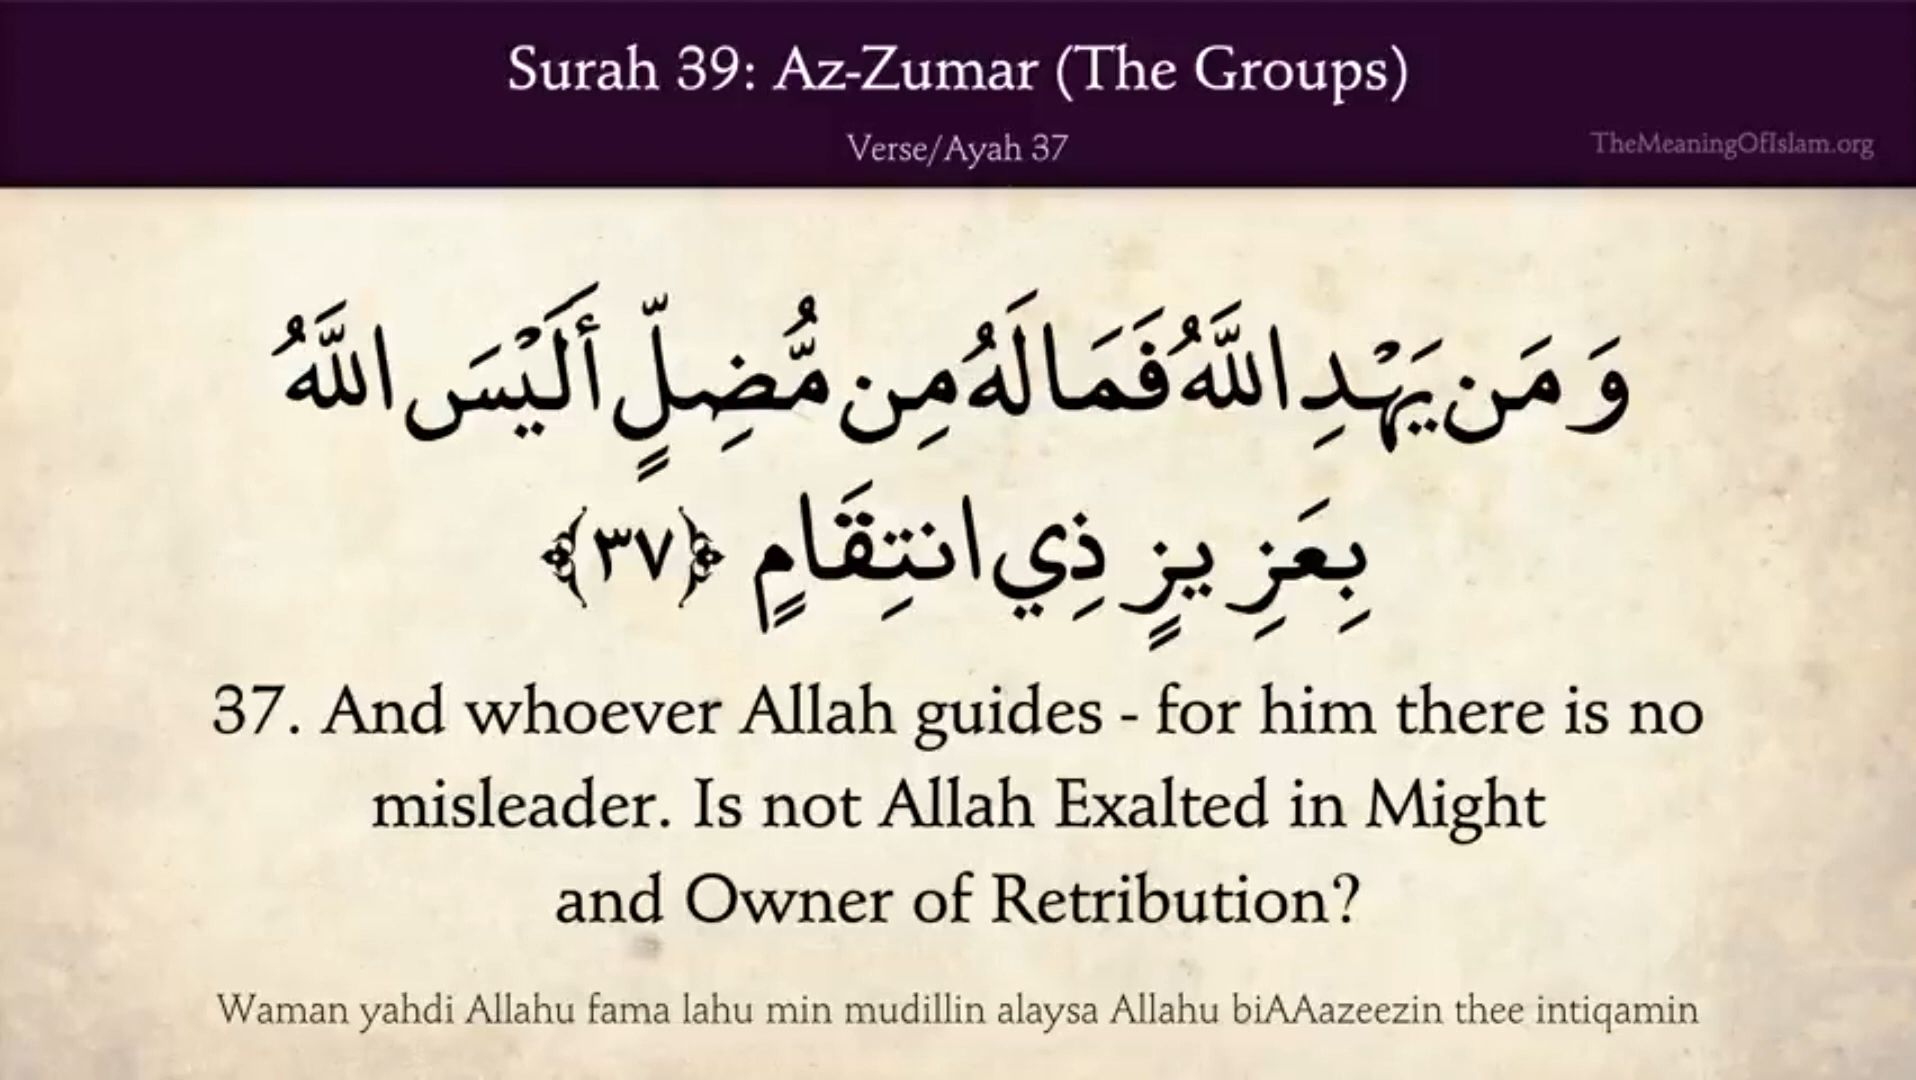 Surah 39: Az-Zumar (The Groups)
Verse/Ayah 37
TheMeaningOfIslam.org
وَمَن يَهْدِ اللَّهُ فَمَا لَهُ مِن مُّضِلٍّ أَلَيْسَ اللَّهُ
بِعَزِيزٍ ذِي انتِقَامٍ ﴿٣٧﴾
37. And whoever Allah guides - for him there is no
misleader. Is not Allah Exalted in Might
and Owner of Retribution?
Waman yahdi Allahu fama lahu min mudillin alaysa Allahu biAAazeezin thee intiqamin